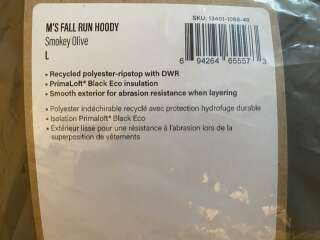 M'S FALL RUN HOODY
Smokey Olive
L
SKU: 13401-1066-40
6 94264 65557 3
• Recycled polyester-ripstop with DWR
• PrimaLoft® Black Eco insulation
• Smooth exterior for abrasion resistance when layering
• Polyester indéchirable recyclé avec protection hydrofuge durable
• Isolation Primaloft® Black Eco
• Extérieur lisse pour une résistance à l'abrasion lors de la
superposition de vêtements